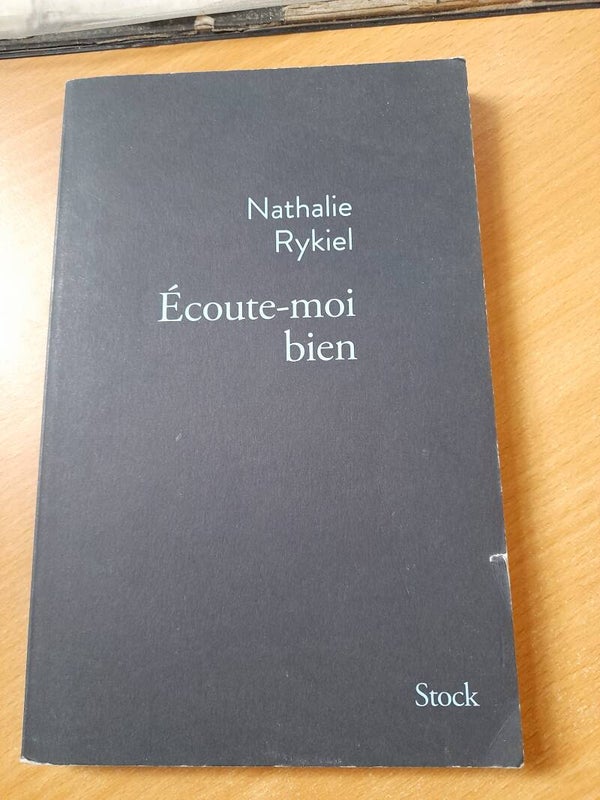 Nathalie
Rykiel
Écoute-moi
bien
Stock